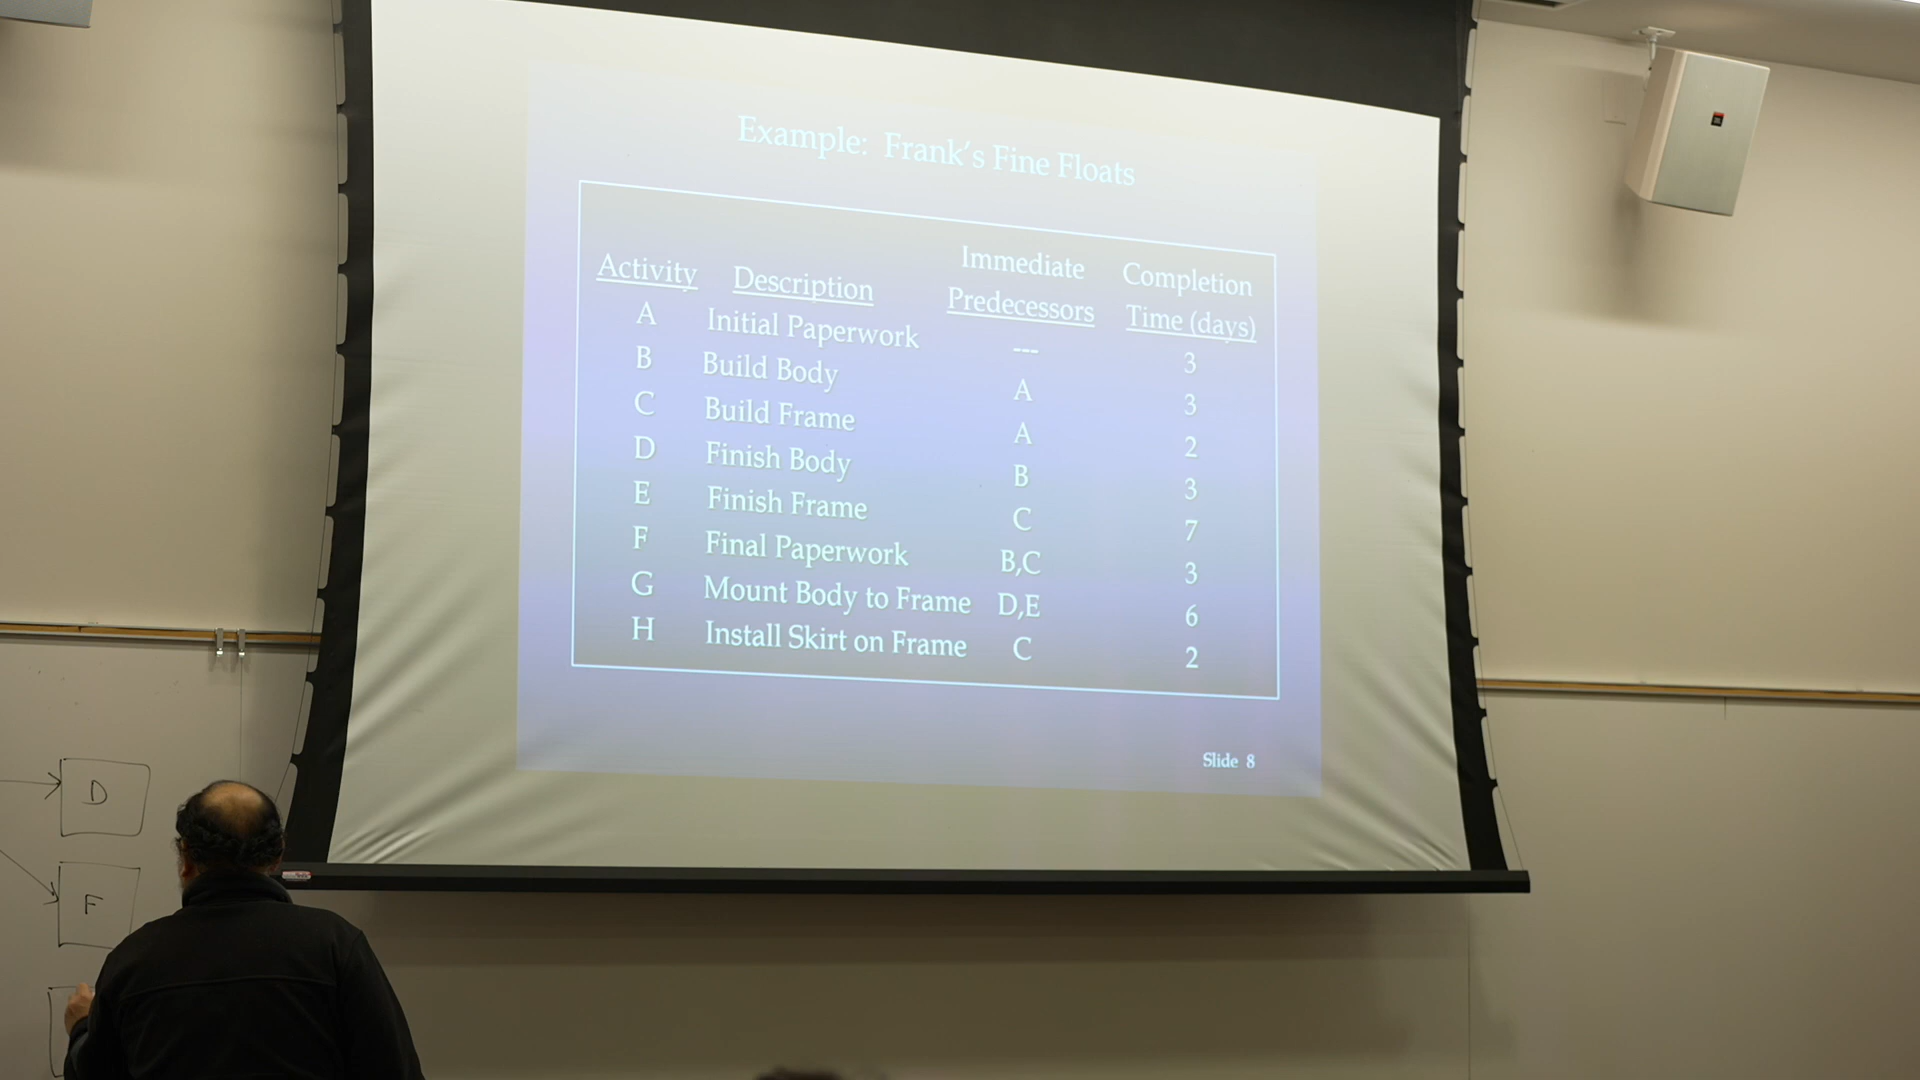 Example: Frank's Fine Floats
Immediate Completion
Activity Description Predecessors Time (days)
A Initial Paperwork --- 3
B Build Body A 3
C Build Frame A 2
D Finish Body B 3
E Finish Frame C 7
F Final Paperwork B,C 3
G Mount Body to Frame D,E 6
H Install Skirt on Frame C 2
Slide 8
D
F